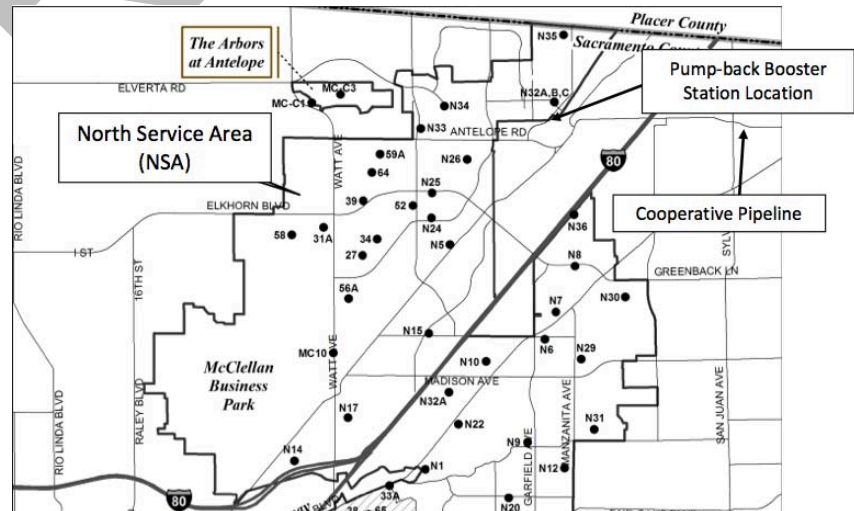 N35
Placer County
Sacramento
The Arbors
at Antelope
Pump-back Booster
Station Location
ELVERTA RD
MC-C3
MC-C1
N34
N32A,B,C
North Service Area
(NSA)
N33
ANTELOPE RD
80
59A
N26
64
WATT AVE
N25
39
52
Cooperative Pipeline
RIO LINDA BLVD
ELKHORN BLVD
N24
N36
58
31A
34
N5
I ST
27
N8
GREENBACK LN
16TH ST
56A
N30
N7
N15
N6
MC10
N29
McClellan
Business
Park
WATT AVE
N10
MADISON AVE
N32A
RALEY BLVD
N17
N22
MANZANITA AVE
N31
SAN JUAN AVE
RIO LINDA BLVD
N9
N14
N1
N12
GARFIELD AVE
33A
80
N20
38
65